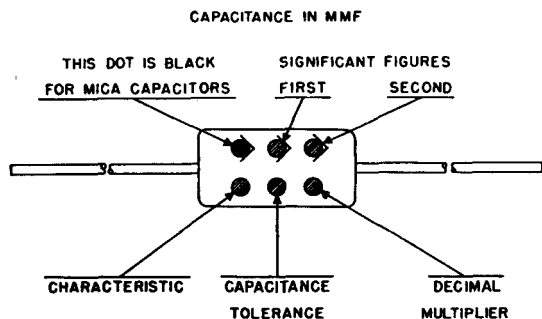 CAPACITANCE IN MMF
THIS DOT IS BLACK
FOR MICA CAPACITORS
SIGNIFICANT FIGURES
FIRST SECOND
CHARACTERISTIC
CAPACITANCE
TOLERANCE
DECIMAL
MULTIPLIER